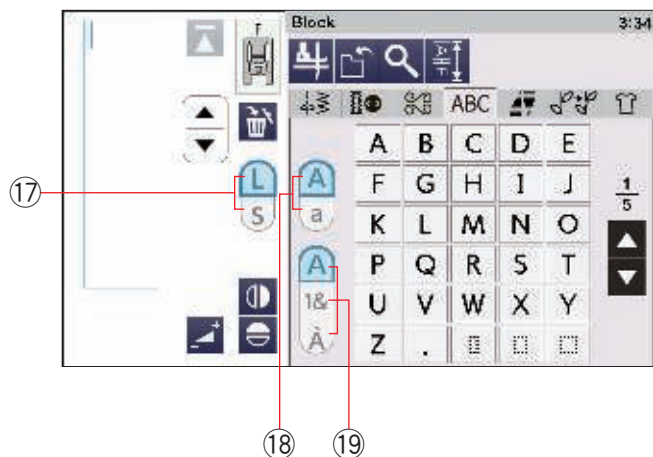 Block 3:34
F
ABC
A B C D E
L A F G H I J 1/5
⑰
S a K L M N O
A P Q R S T
1& U V W X Y
À Z .
⑱ ⑲